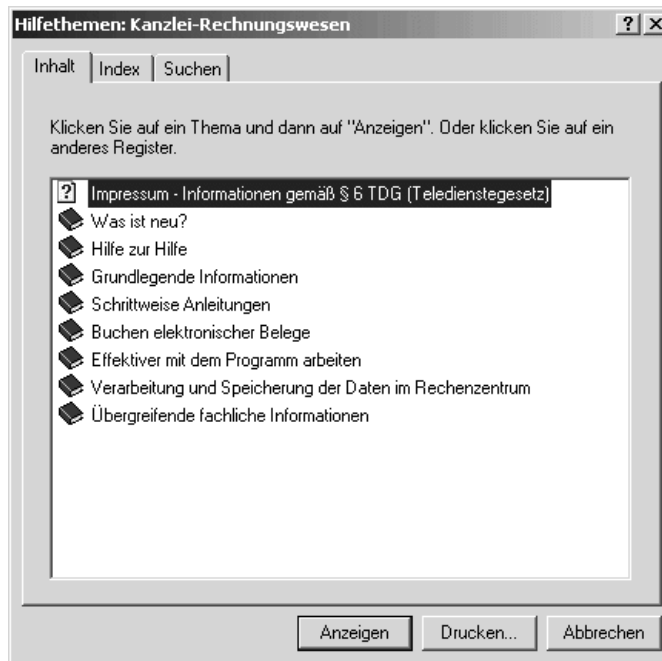 Hilfethemen: Kanzlei-Rechnungswesen
Inhalt Index Suchen
Klicken Sie auf ein Thema und dann auf "Anzeigen". Oder klicken Sie auf ein
anderes Register.
Impressum - Informationen gemäß § 6 TDG (Teledienstegesetz)
Was ist neu?
Hilfe zur Hilfe
Grundlegende Informationen
Schrittweise Anleitungen
Buchen elektronischer Belege
Effektiver mit dem Programm arbeiten
Verarbeitung und Speicherung der Daten im Rechenzentrum
Übergreifende fachliche Informationen
Anzeigen Drucken... Abbrechen